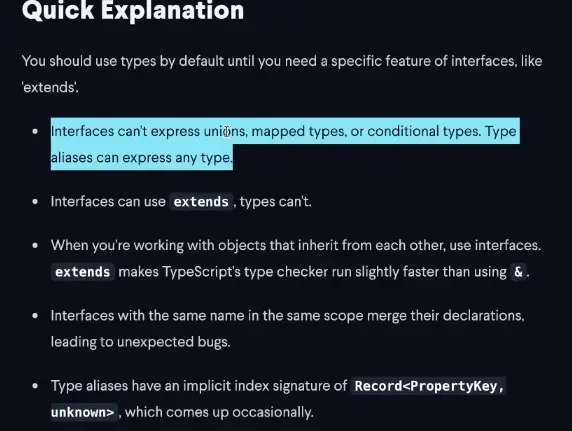 Quick Explanation
You should use types by default until you need a specific feature of interfaces, like
'extends'.
• Interfaces can't express unions, mapped types, or conditional types. Type
aliases can express any type.
• Interfaces can use extends, types can't.
• When you're working with objects that inherit from each other, use interfaces.
extends makes TypeScript's type checker run slightly faster than using &.
• Interfaces with the same name in the same scope merge their declarations,
leading to unexpected bugs.
• Type aliases have an implicit index signature of Record<PropertyKey,
unknown>, which comes up occasionally.